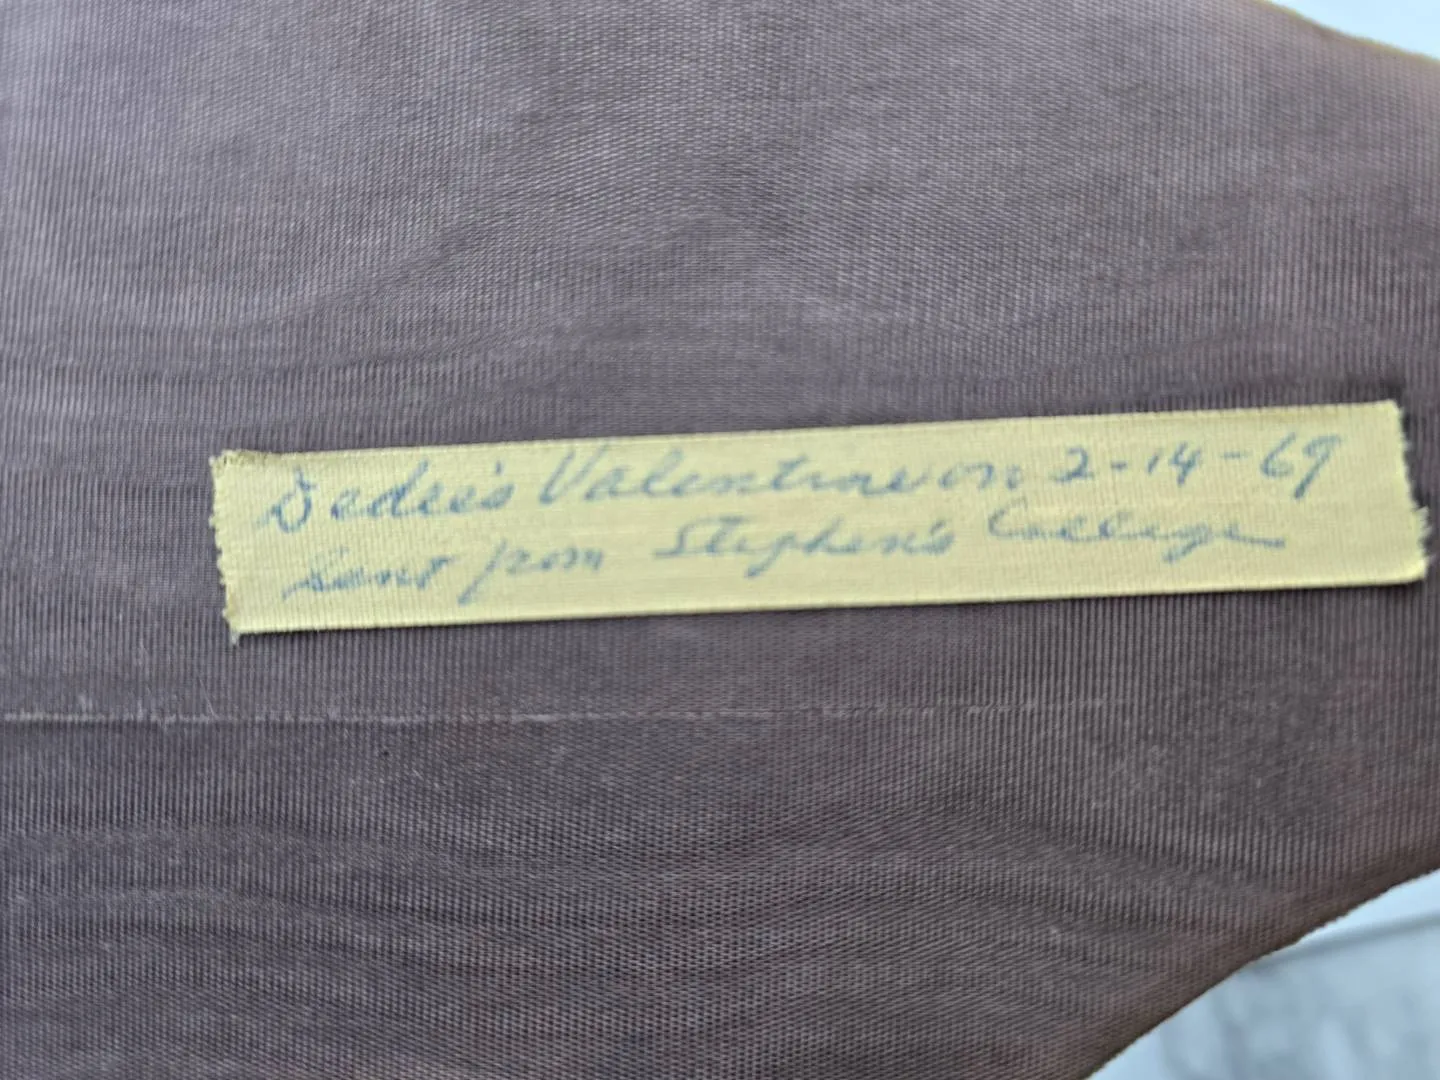 Dedee's Valentine on 2-14-69
Sent from Stephen's College